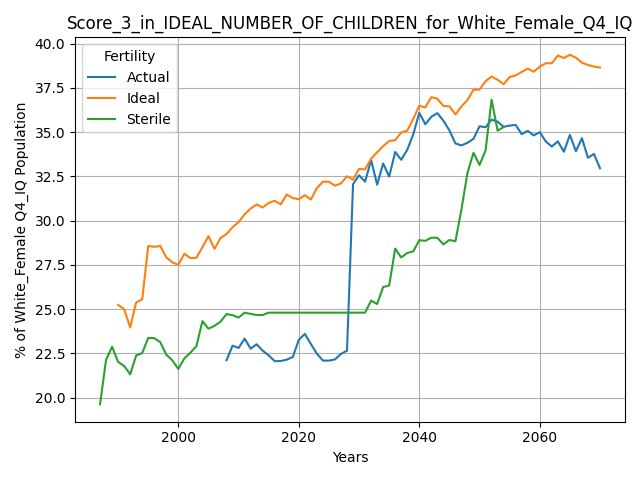 Score_3_in_IDEAL_NUMBER_OF_CHILDREN_for_White_Female_Q4_IQ
Fertility
Actual
Ideal
Sterile
40.0
37.5
35.0
32.5
30.0
27.5
25.0
22.5
20.0
% of White_Female Q4_IQ Population
2000
2020
2040
2060
Years